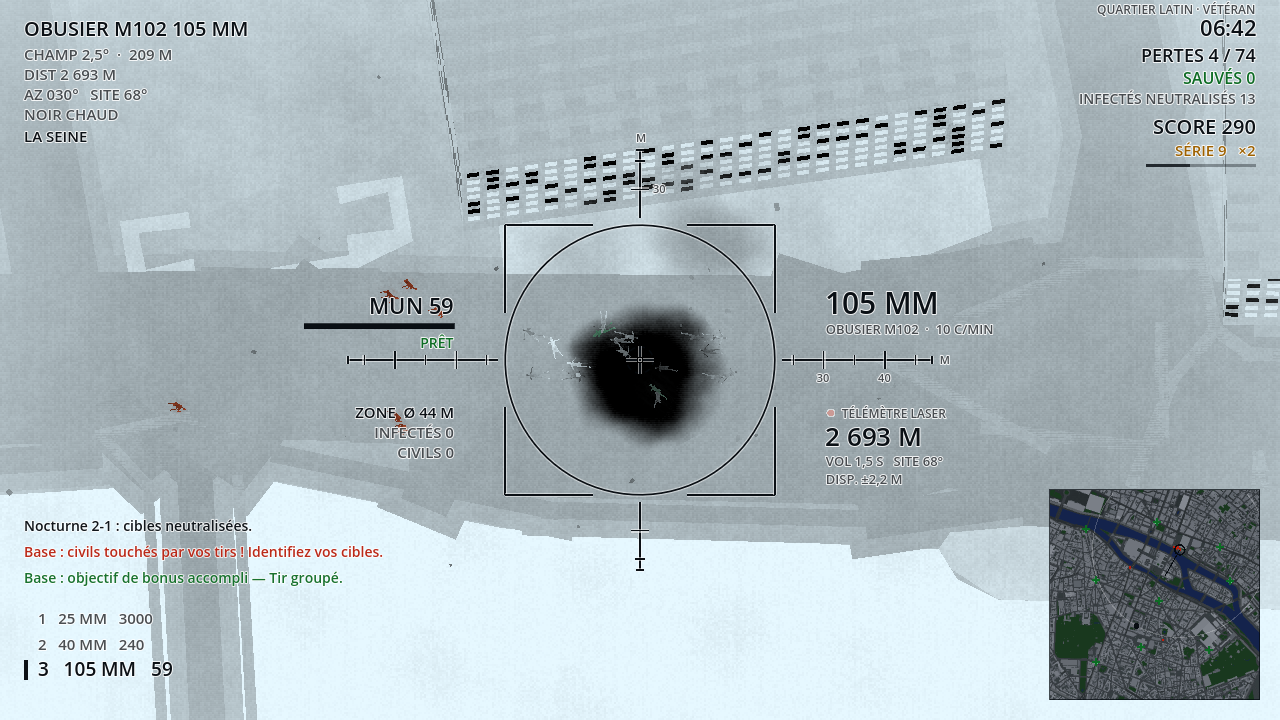 OBUSIER M102 105 MM
CHAMP 2,5° · 209 M
DIST 2 693 M
AZ 030° SITE 68°
NOIR CHAUD
LA SEINE
QUARTIER LATIN · VÉTÉRAN
06:42
PERTES 4 / 74
SAUVÉS 0
INFECTÉS NEUTRALISÉS 13
SCORE 290
SÉRIE 9 ×2
M
30
MUN 59
PRÊT
105 MM
OBUSIER M102 · 10 C/MIN
30 40 M
ZONE Ø 44 M
INFECTÉS 0
CIVILS 0
TÉLÉMÈTRE LASER
2 693 M
VOL 1,5 S SITE 68°
DISP. ±2,2 M
Nocturne 2-1 : cibles neutralisées.
Base : civils touchés par vos tirs ! Identifiez vos cibles.
Base : objectif de bonus accompli — Tir groupé.
1 25 MM 3000
2 40 MM 240
3 105 MM 59